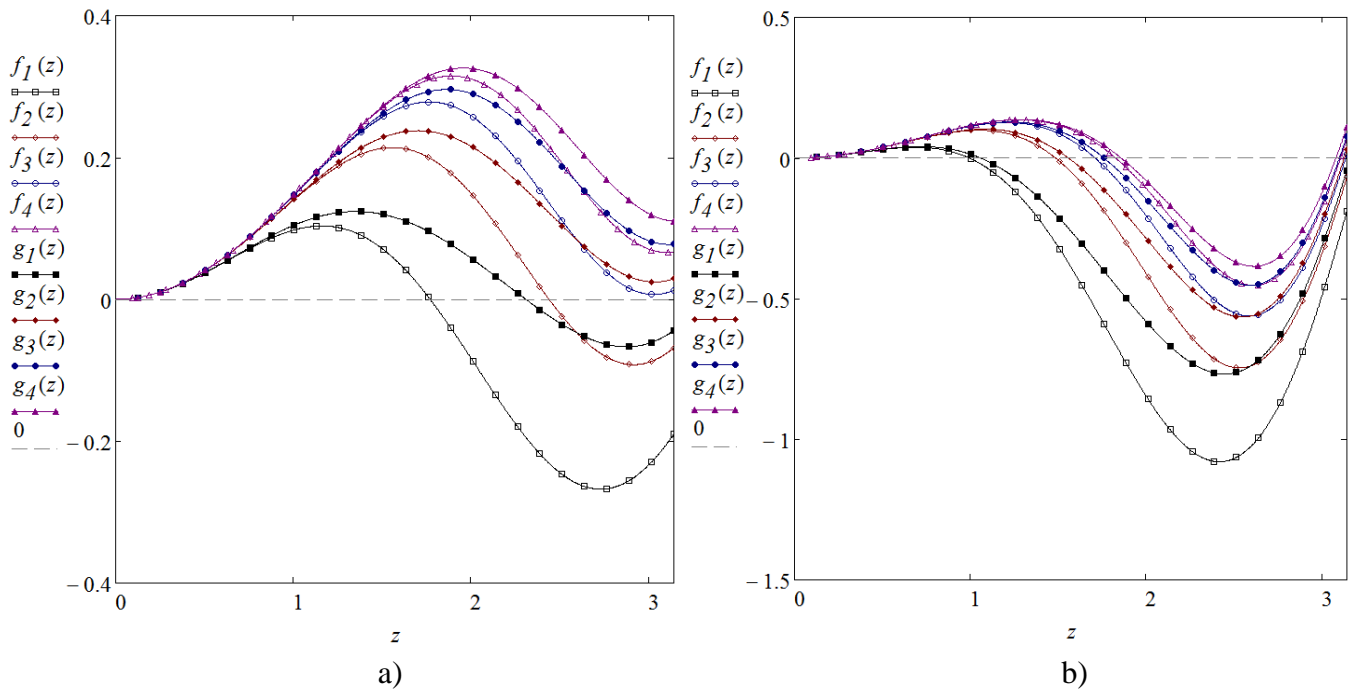 f1(z)
f2(z)
f3(z)
f4(z)
g1(z)
g2(z)
g3(z)
g4(z)
0
0.4
0.2
0
− 0.2
− 0.4
0
1
2
3
z
a)
f1(z)
f2(z)
f3(z)
f4(z)
g1(z)
g2(z)
g3(z)
g4(z)
0
0.5
0
− 0.5
− 1
− 1.5
0
1
2
3
z
b)